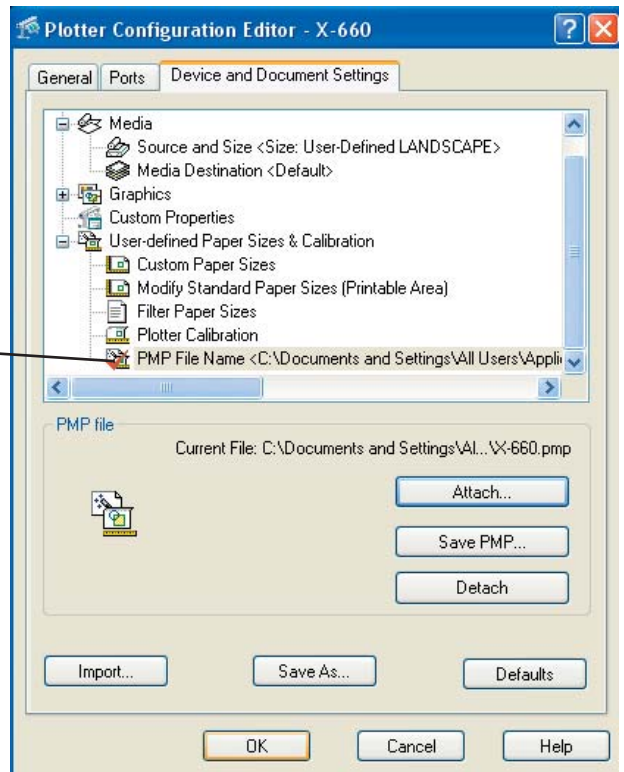 Plotter Configuration Editor - X-660
General Ports Device and Document Settings
Media
Source and Size <Size: User-Defined LANDSCAPE>
Media Destination <Default>
Graphics
Custom Properties
User-defined Paper Sizes & Calibration
Custom Paper Sizes
Modify Standard Paper Sizes (Printable Area)
Filter Paper Sizes
Plotter Calibration
PMP File Name <C:\Documents and Settings\All Users\Appli
PMP file
Current File: C:\Documents and Settings\Al...\X-660.pmp
Attach...
Save PMP...
Detach
Import... Save As... Defaults
OK Cancel Help